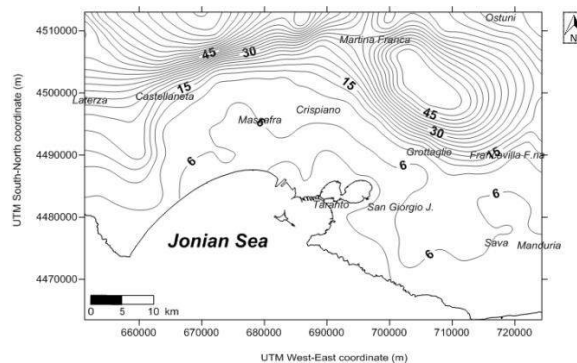 Ostuni
N
4510000
Martina Franca
45
30
15
15
4500000
Laterza
Castellaneta
45
Crispiano
Massafra
6
30
UTM South-North coordinate (m)
4490000
Grottaglie
Francavilla F.na
15
6
6
6
4480000
Taranto
San Giorgio J.
Jonian Sea
Sava
Manduria
6
6
4470000
0 5 10
km
660000 670000 680000 690000 700000 710000 720000
UTM West-East coordinate (m)